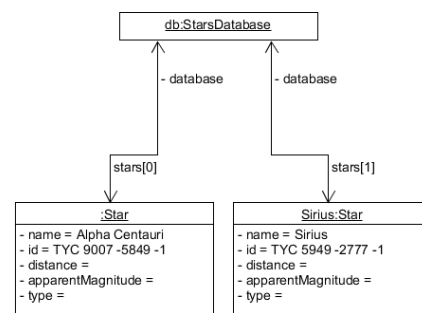 db:StarsDatabase
- database
- database
stars[0]
stars[1]
:Star
- name = Alpha Centauri
- id = TYC 9007 -5849 -1
- distance =
- apparentMagnitude =
- type =
Sirius:Star
- name = Sirius
- id = TYC 5949 -2777 -1
- distance =
- apparentMagnitude =
- type =